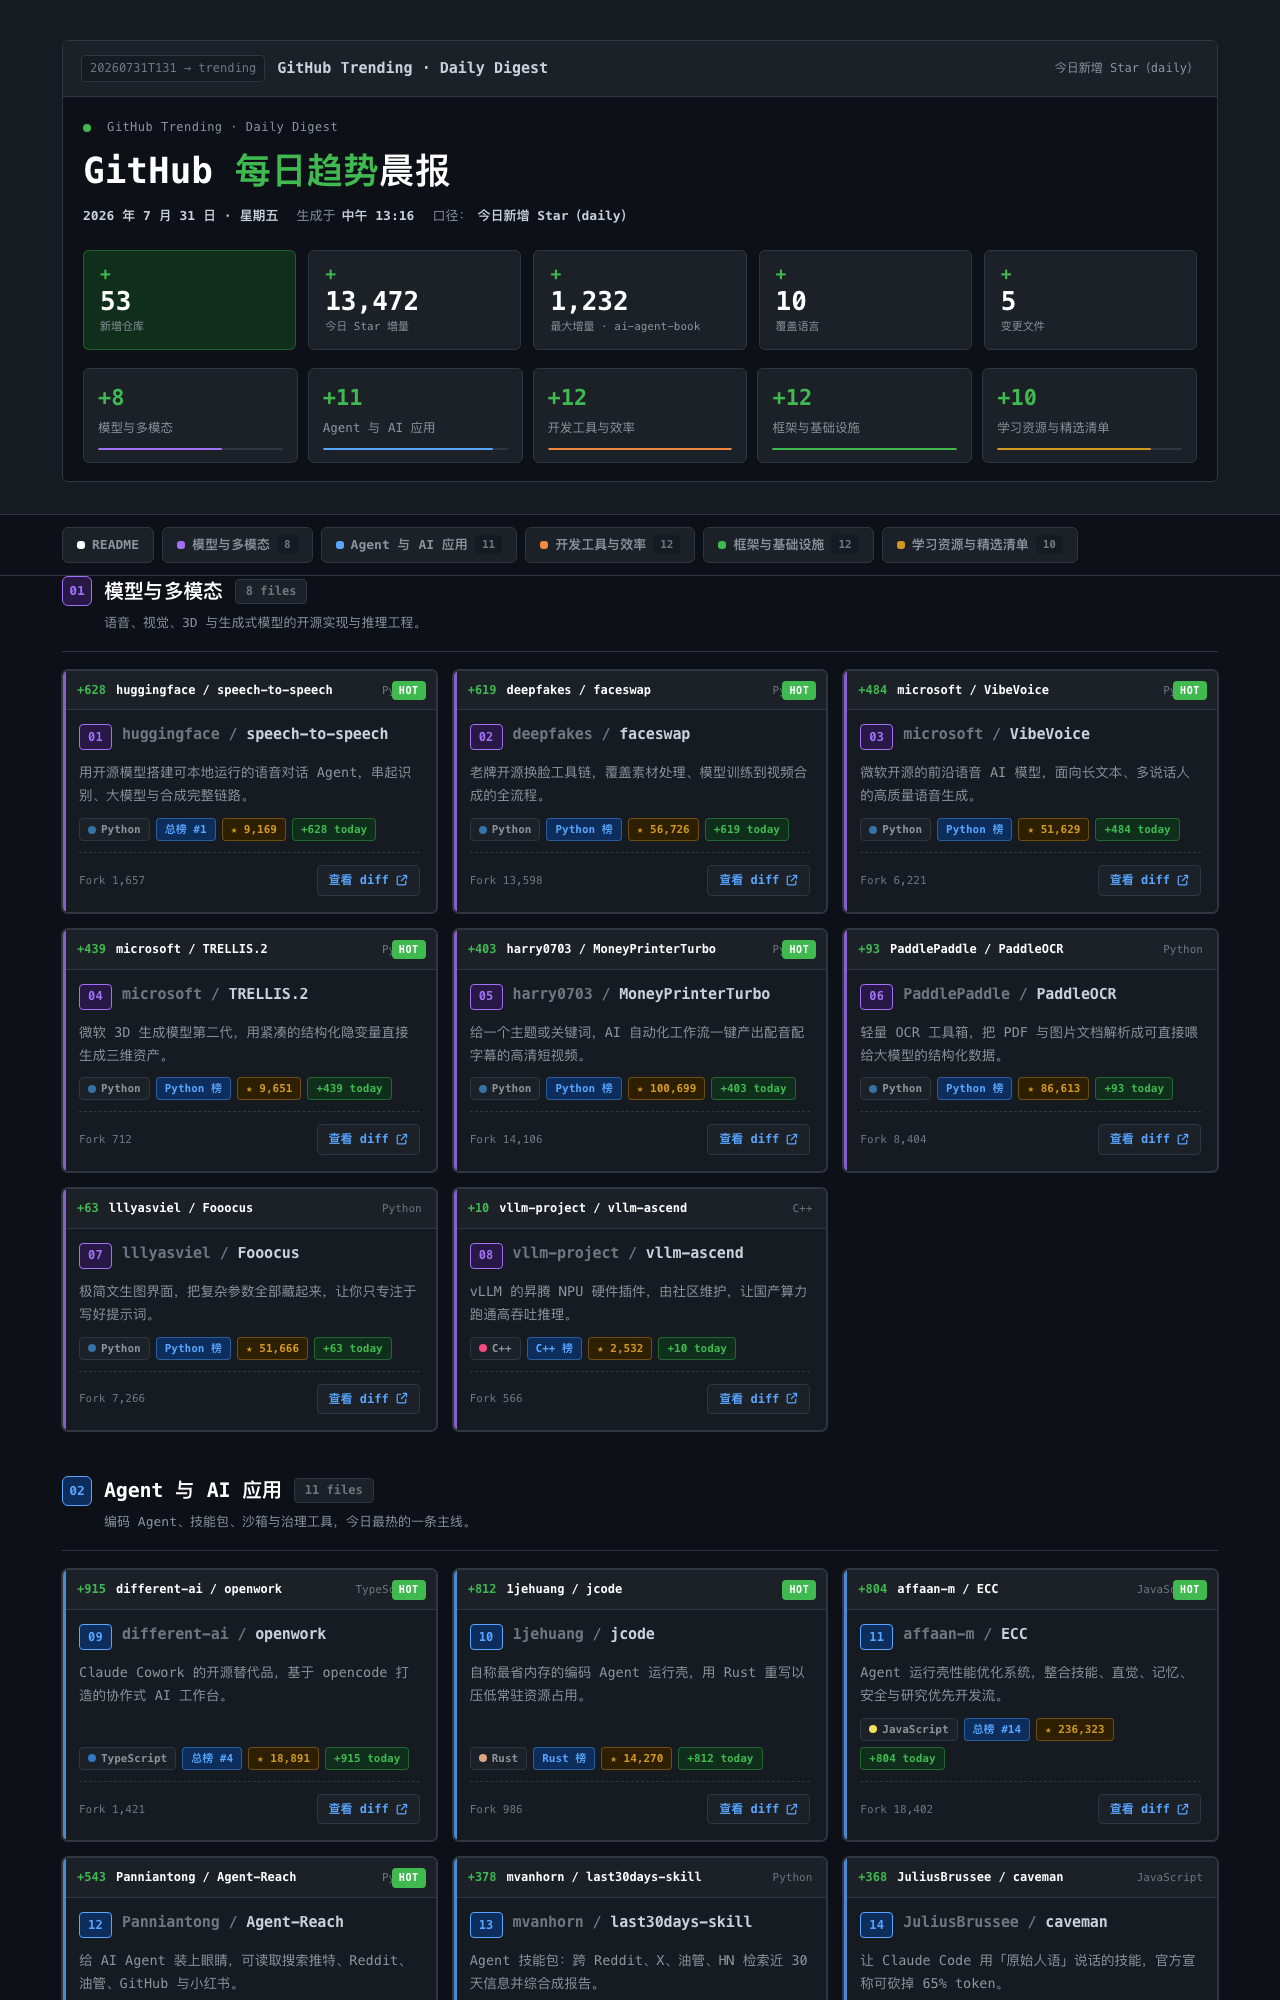 20260731T131 → trending GitHub Trending · Daily Digest 今日新增 Star (daily)
GitHub Trending · Daily Digest
GitHub 每日趋势晨报
2026 年 7 月 31 日 · 星期五 生成于 中午 13:16 口径: 今日新增 Star (daily)
+ + + + +
53 13,472 1,232 10 5
新增仓库 今日 Star 增量 最大增量 · ai-agent-book 覆盖语言 变更文件
+8 +11 +12 +12 +10
模型与多模态 Agent 与 AI 应用 开发工具与效率 框架与基础设施 学习资源与精选清单
README 模型与多模态 8 Agent 与 AI 应用 11 开发工具与效率 12 框架与基础设施 12 学习资源与精选清单 10
01 模型与多模态 8 files
语音、视觉、3D 与生成式模型的开源实现与推理工程。
+628 huggingface / speech-to-speech HOT
01 huggingface / speech-to-speech
用开源模型搭建可本地运行的语音对话 Agent，串起识
别、大模型与合成完整链路。
Python 总榜 #1 ★ 9,169 +628 today
Fork 1,657 查看 diff
+619 deepfakes / faceswap HOT
02 deepfakes / faceswap
老牌开源换脸工具链，覆盖素材处理、模型训练到视频合
成的全流程。
Python Python 榜 ★ 56,726 +619 today
Fork 13,598 查看 diff
+484 microsoft / VibeVoice HOT
03 microsoft / VibeVoice
微软开源的前沿语音 AI 模型，面向长文本、多说话人
的高质量语音生成。
Python Python 榜 ★ 51,629 +484 today
Fork 6,221 查看 diff
+439 microsoft / TRELLIS.2 HOT
04 microsoft / TRELLIS.2
微软 3D 生成模型第二代，用紧凑的结构化隐变量直接
生成三维资产。
Python Python 榜 ★ 9,651 +439 today
Fork 712 查看 diff
+403 harry0703 / MoneyPrinterTurbo HOT
05 harry0703 / MoneyPrinterTurbo
给一个主题或关键词，AI 自动化工作流一键产出配音配
字幕的高清短视频。
Python Python 榜 ★ 100,699 +403 today
Fork 14,106 查看 diff
+93 PaddlePaddle / PaddleOCR Python
06 PaddlePaddle / PaddleOCR
轻量 OCR 工具箱，把 PDF 与图片文档解析成可直接喂
给大模型的结构化数据。
Python Python 榜 ★ 86,613 +93 today
Fork 8,404 查看 diff
+63 lllyasviel / Fooocus Python
07 lllyasviel / Fooocus
极简文生图界面，把复杂参数全部藏起来，让你只专注于
写好提示词。
Python Python 榜 ★ 51,666 +63 today
Fork 7,266 查看 diff
+10 vllm-project / vllm-ascend C++
08 vllm-project / vllm-ascend
vLLM 的昇腾 NPU 硬件插件，由社区维护，让国产算力
跑通高吞吐推理。
C++ C++ 榜 ★ 2,532 +10 today
Fork 566 查看 diff
02 Agent 与 AI 应用 11 files
编码 Agent、技能包、沙箱与治理工具，今日最热的一条主线。
+915 different-ai / openwork HOT
09 different-ai / openwork
Claude Cowork 的开源替代品，基于 opencode 打
造的协作式 AI 工作台。
TypeScript 总榜 #4 ★ 18,891 +915 today
Fork 1,421 查看 diff
+812 1jehuang / jcode HOT
10 1jehuang / jcode
自称最省内存的编码 Agent 运行壳，用 Rust 重写以
压低常驻资源占用。
Rust Rust 榜 ★ 14,270 +812 today
Fork 986 查看 diff
+804 affaan-m / ECC HOT
11 affaan-m / ECC
Agent 运行壳性能优化系统，整合技能、直觉、记忆、
安全与研究优先开发流。
JavaScript 总榜 #14 ★ 236,323
+804 today
Fork 18,402 查看 diff
+543 Panniantong / Agent-Reach HOT
12 Panniantong / Agent-Reach
给 AI Agent 装上眼睛，可读取搜索推特、Reddit、
油管、GitHub 与小红书。
+378 mvanhorn / last30days-skill Python
13 mvanhorn / last30days-skill
Agent 技能包：跨 Reddit、X、油管、HN 检索近 30
天信息并综合成报告。
+368 JuliusBrussee / caveman JavaScript
14 JuliusBrussee / caveman
让 Claude Code 用「原始人语」说话的技能，官方宣
称可砍掉 65% token。